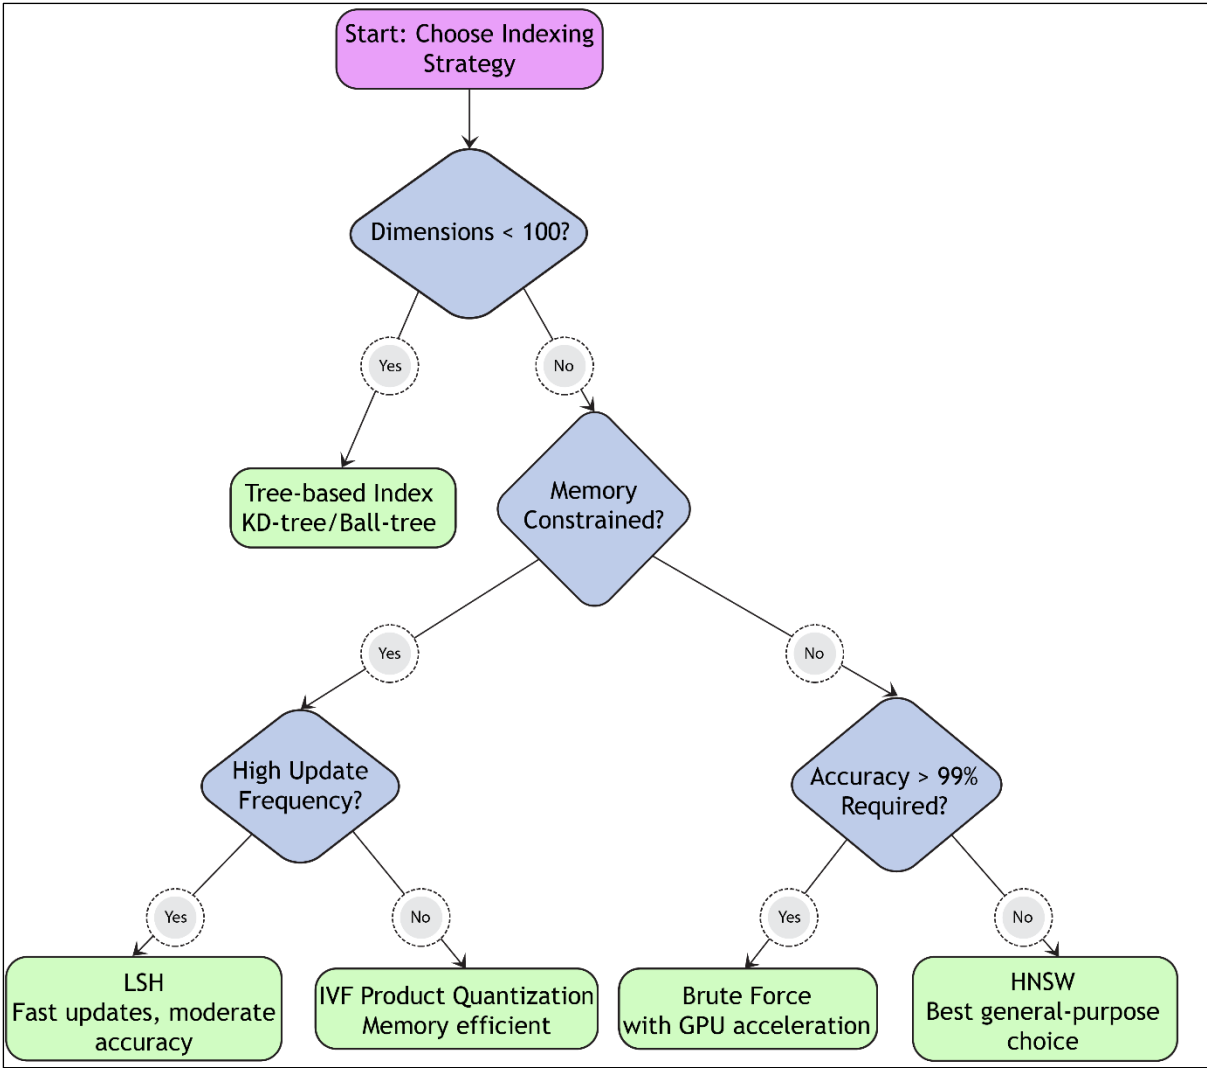 Start: Choose Indexing
Strategy
Dimensions < 100?
Yes
No
Tree-based Index
KD-tree/Ball-tree
Memory
Constrained?
Yes
No
High Update
Frequency?
Accuracy > 99%
Required?
Yes
No
Yes
No
LSH
Fast updates, moderate
accuracy
IVF Product Quantization
Memory efficient
Brute Force
with GPU acceleration
HNSW
Best general-purpose
choice